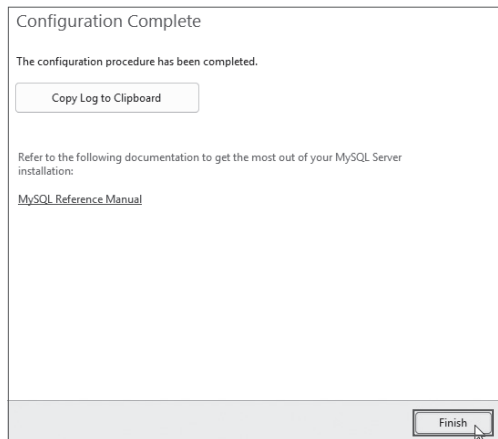 Configuration Complete
The configuration procedure has been completed.
Copy Log to Clipboard
Refer to the following documentation to get the most out of your MySQL Server
installation:
MySQL Reference Manual
Finish